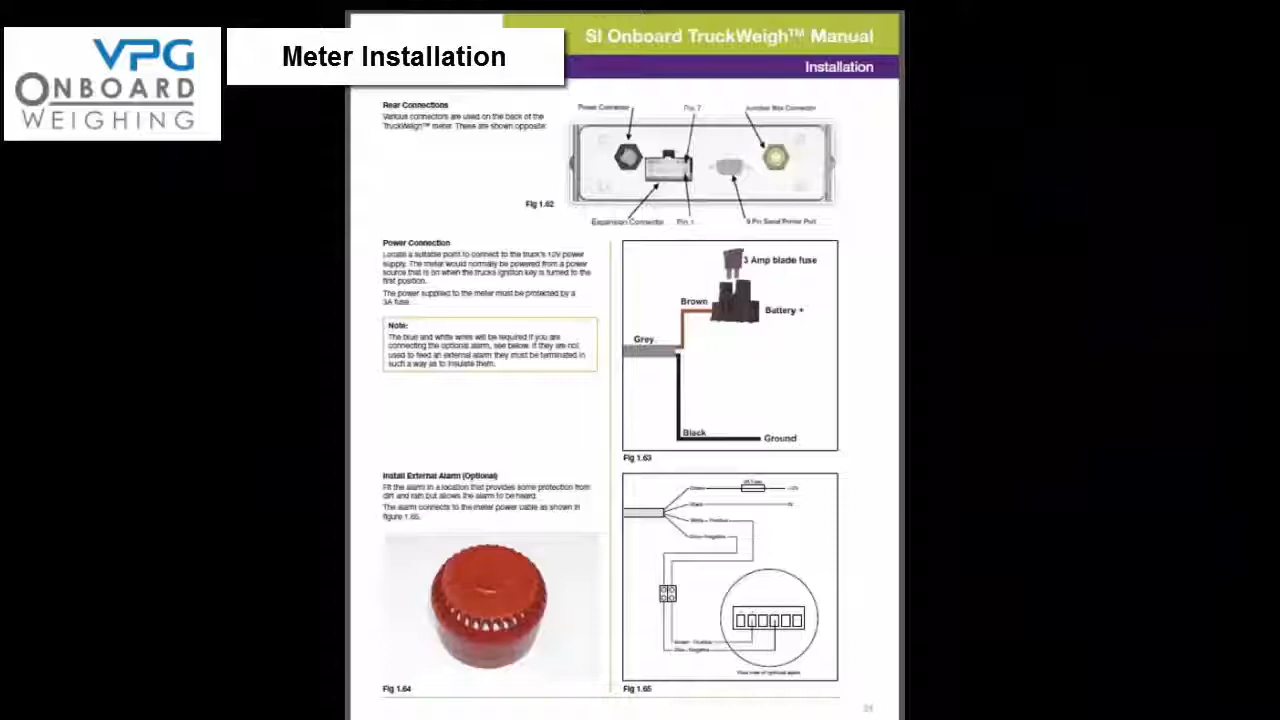 VPG
ONBOARD
WEIGHING
Meter Installation
SI Onboard TruckWeigh™ Manual
Installation
Rear Connections
Various connectors are used on the back of the
TruckWeigh™ meter. These are shown opposite.
Power Connector
Pin 7
Junction Box Connector
Fig 1.62
Expansion Connector
Pin 1
9 Pin Serial Printer Port
Power Connection
Locate a suitable point to connect to the truck's 12V power
supply. The meter would normally be powered from a power
source that is on when the trucks ignition key is turned to the
first position.
The power supplied to the meter must be protected by a
3A fuse.
Note:
The blue and white wires will be required if you are
connecting the optional alarm, see below. If they are not
used to feed an external alarm they must be terminated in
such a way as to insulate them.
3 Amp blade fuse
Brown
Battery +
Grey
Black
Ground
Fig 1.63
Install External Alarm (Optional)
Fit the alarm in a location that provides some protection from
dirt and rain but allows the alarm to be heard.
The alarm connects to the meter power cable as shown in
figure 1.65.
Fig 1.64
Black
White - Positive
Blue - Negative
Fig 1.65